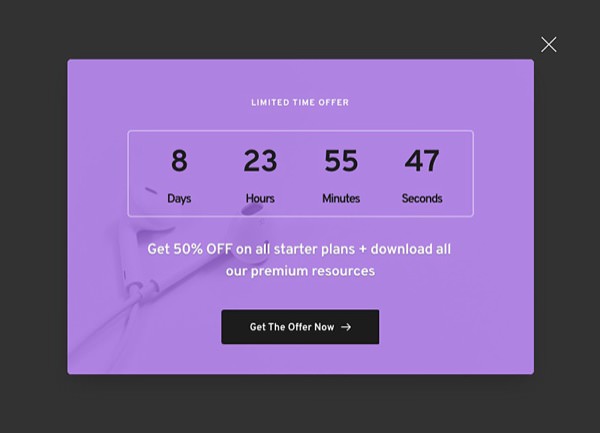 LIMITED TIME OFFER
8 23 55 47
Days Hours Minutes Seconds
Get 50% OFF on all starter plans + download all
our premium resources
Get The Offer Now →